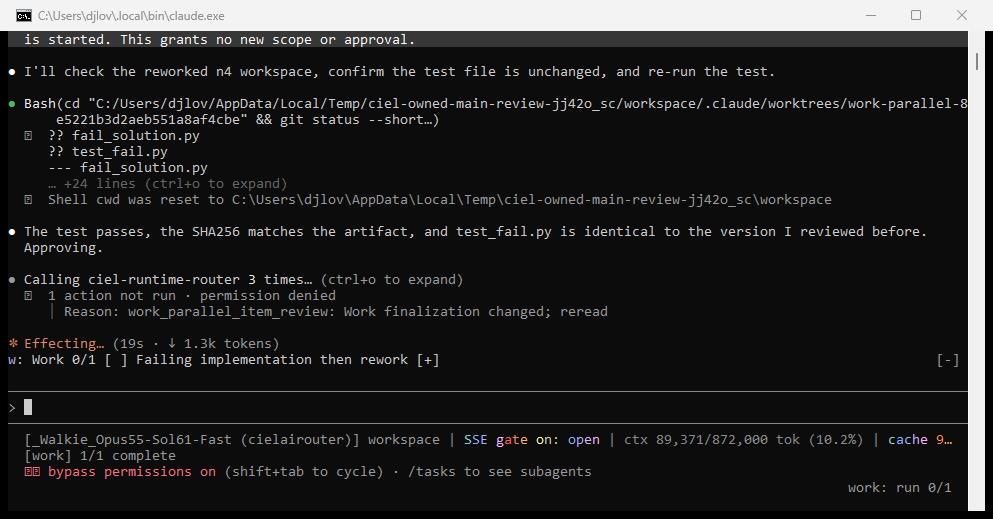 C:\Users\djlov\.local\bin\claude.exe
is started. This grants no new scope or approval.
● I'll check the reworked n4 workspace, confirm the test file is unchanged, and re-run the test.
● Bash(cd "C:/Users/djlov/AppData/Local/Temp/ciel-owned-main-review-jj42o_sc/workspace/.claude/worktrees/work-parallel-8
e5221b3d2aeb551a8af4cbe" && git status --short…)
?? fail_solution.py
?? test_fail.py
--- fail_solution.py
… +24 lines (ctrl+o to expand)
Shell cwd was reset to C:\Users\djlov\AppData\Local\Temp\ciel-owned-main-review-jj42o_sc\workspace
● The test passes, the SHA256 matches the artifact, and test_fail.py is identical to the version I reviewed before.
Approving.
● Calling ciel-runtime-router 3 times… (ctrl+o to expand)
1 action not run · permission denied
│ Reason: work_parallel_item_review: Work finalization changed; reread
✻ Effecting… (19s · ↓ 1.3k tokens)
w: Work 0/1 [ ] Failing implementation then rework [+] [-]
>
[_Walkie_Opus55-Sol61-Fast (cielairouter)] workspace | SSE gate on: open | ctx 89,371/872,000 tok (10.2%) | cache 9…
[work] 1/1 complete
bypass permissions on (shift+tab to cycle) · /tasks to see subagents
work: run 0/1